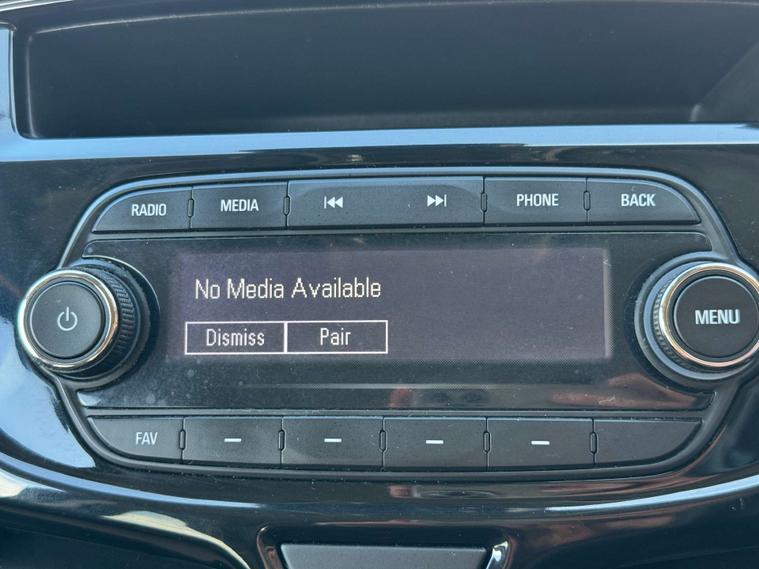 RADIO MEDIA PHONE BACK
No Media Available
Dismiss Pair
MENU
FAV